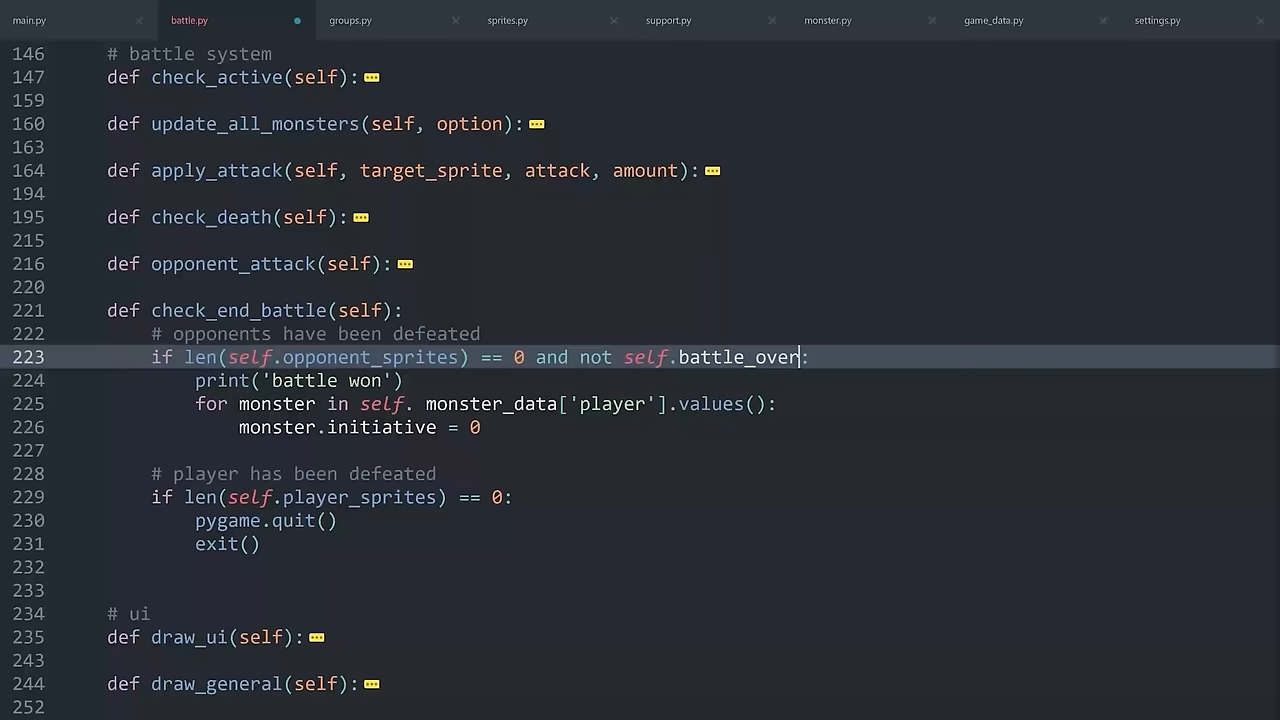 main.py × battle.py groups.py × sprites.py × support.py × monster.py × game_data.py × settings.py ×
146 # battle system
147 def check_active(self):
159
160 def update_all_monsters(self, option):
163
164 def apply_attack(self, target_sprite, attack, amount):
194
195 def check_death(self):
215
216 def opponent_attack(self):
220
221 def check_end_battle(self):
222 # opponents have been defeated
223 if len(self.opponent_sprites) == 0 and not self.battle_over:
224 print('battle won')
225 for monster in self. monster_data['player'].values():
226 monster.initiative = 0
227
228 # player has been defeated
229 if len(self.player_sprites) == 0:
230 pygame.quit()
231 exit()
232
233
234 # ui
235 def draw_ui(self):
243
244 def draw_general(self):
252